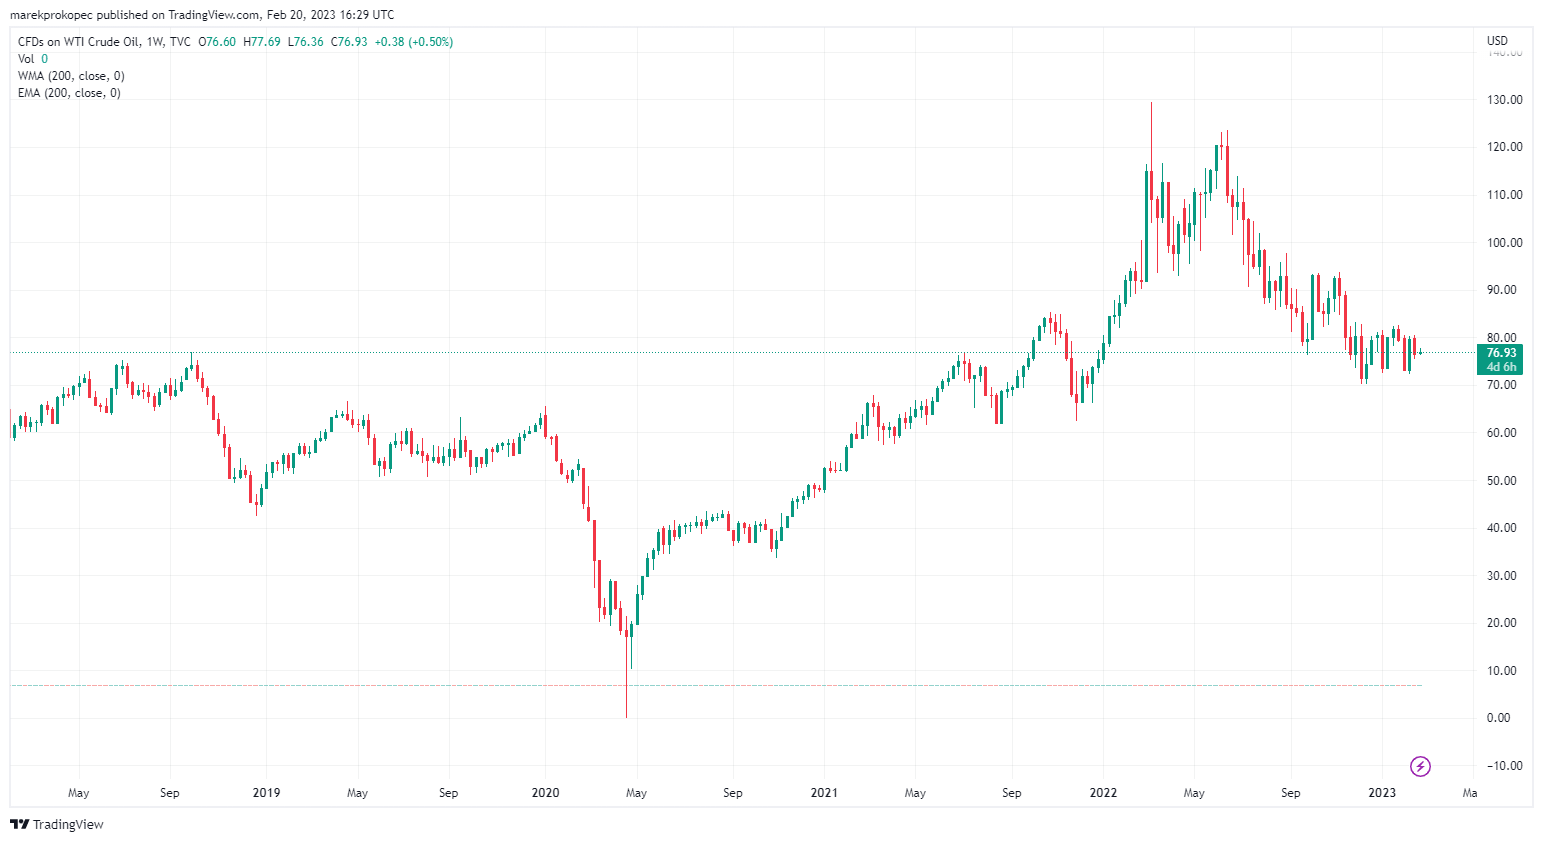 marekprokopec published on TradingView.com, Feb 20, 2023 16:29 UTC
CFDs on WTI Crude Oil, 1W, TVC O76.60 H77.69 L76.36 C76.93 +0.38 (+0.50%)
Vol 0
WMA (200, close, 0)
EMA (200, close, 0)
USD
140.00
130.00
120.00
110.00
100.00
90.00
80.00
76.93
4d 6h
70.00
60.00
50.00
40.00
30.00
20.00
10.00
0.00
−10.00
May Sep 2019 May Sep 2020 May Sep 2021 May Sep 2022 May Sep 2023 Ma
TradingView